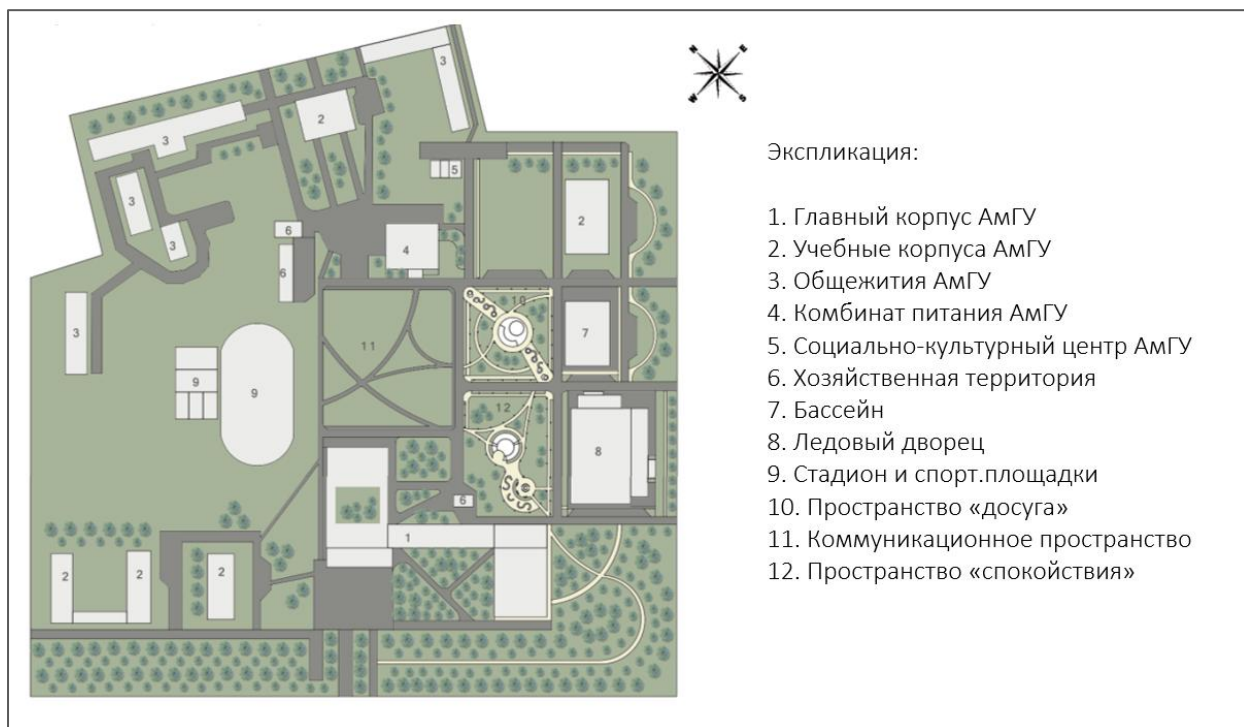 3
3
2
3
5
3
2
3
6
4
6
10
3
7
11
9
9
12
8
6
1
2
2
2
Экспликация:
1. Главный корпус АмГУ
2. Учебные корпуса АмГУ
3. Общежития АмГУ
4. Комбинат питания АмГУ
5. Социально-культурный центр АмГУ
6. Хозяйственная территория
7. Бассейн
8. Ледовый дворец
9. Стадион и спорт.площадки
10. Пространство «досуга»
11. Коммуникационное пространство
12. Пространство «спокойствия»